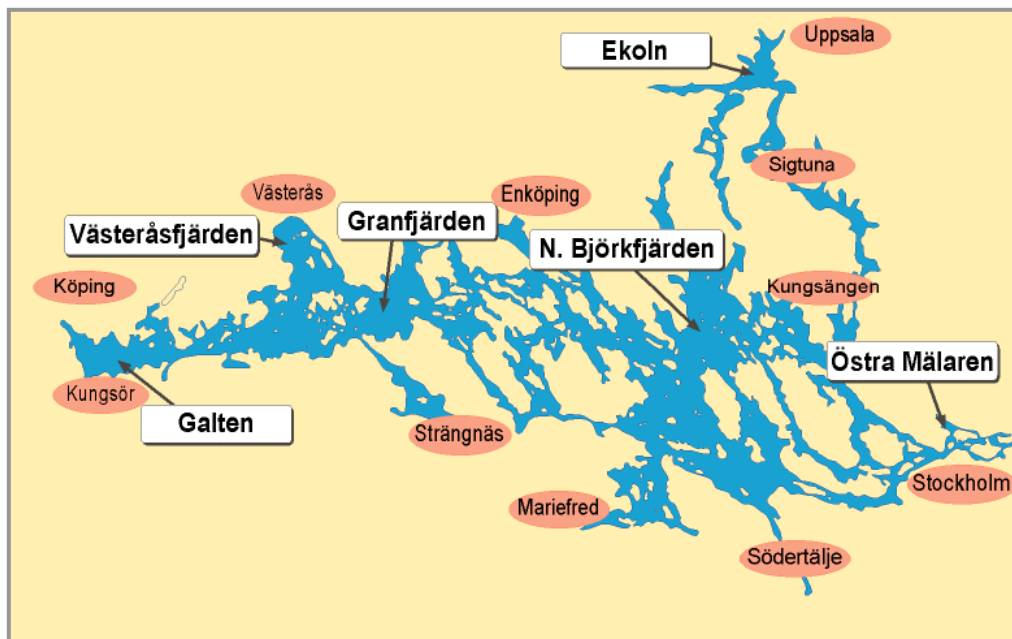 Uppsala
Ekoln
Sigtuna
Västerås
Enköping
Granfjärden
Västeråsfjärden
N. Björkfjärden
Köping
Kungsängen
Östra Mälaren
Kungsör
Galten
Strängnäs
Stockholm
Mariefred
Södertälje